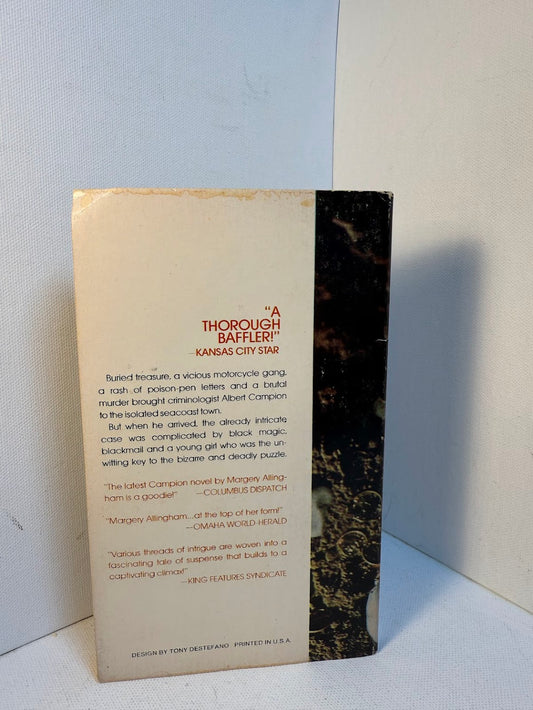 "A
THOROUGH
BAFFLER!"
—KANSAS CITY STAR
Buried treasure, a vicious motorcycle gang,
a rash of poison-pen letters and a brutal
murder brought criminologist Albert Campion
to the isolated seacoast town.
But when he arrived, the already intricate
case was complicated by black magic,
blackmail and a young girl who was the un-
witting key to the bizarre and deadly puzzle.
"The latest Campion novel by Margery Alling-
ham is a goodie!" —COLUMBUS DISPATCH
"Margery Allingham...at the top of her form!"
—OMAHA WORLD-HERALD
"Various threads of intrigue are woven into a
fascinating tale of suspense that builds to a
captivating climax!"
—KING FEATURES SYNDICATE
DESIGN BY TONY DESTEFANO PRINTED IN U.S.A.